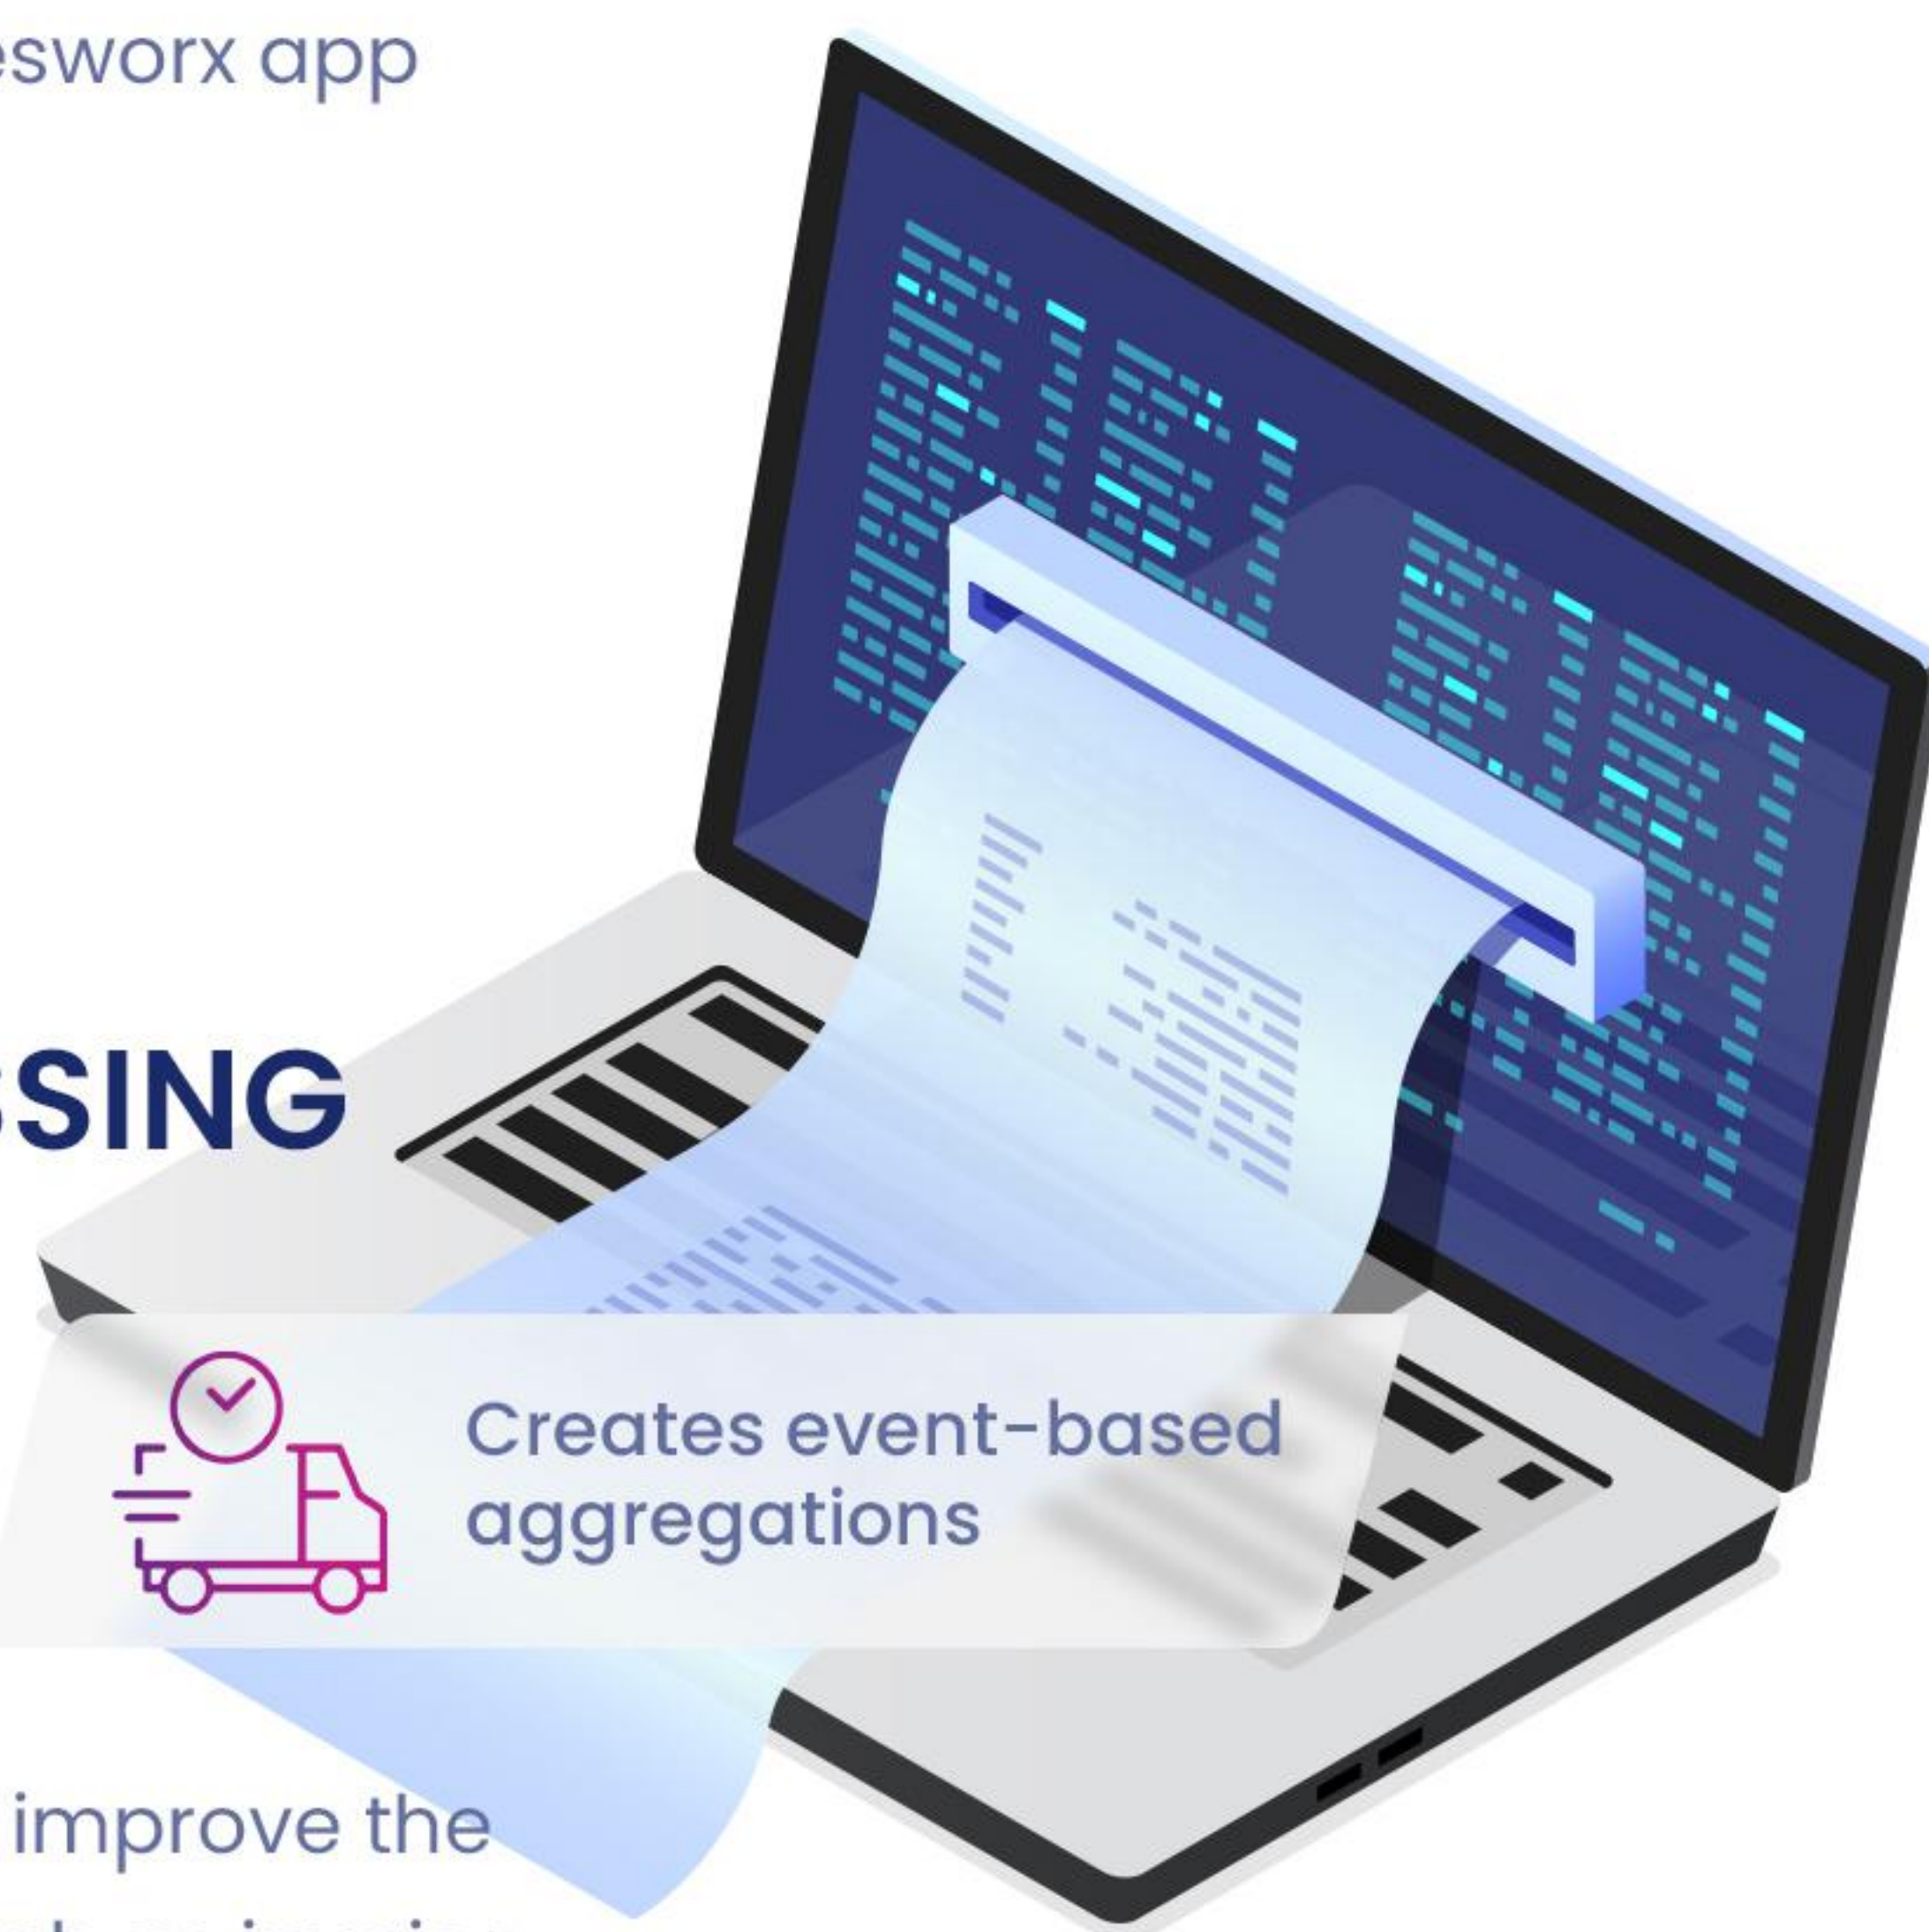 esworx app
SSING
Creates event-based
aggregations
improve the